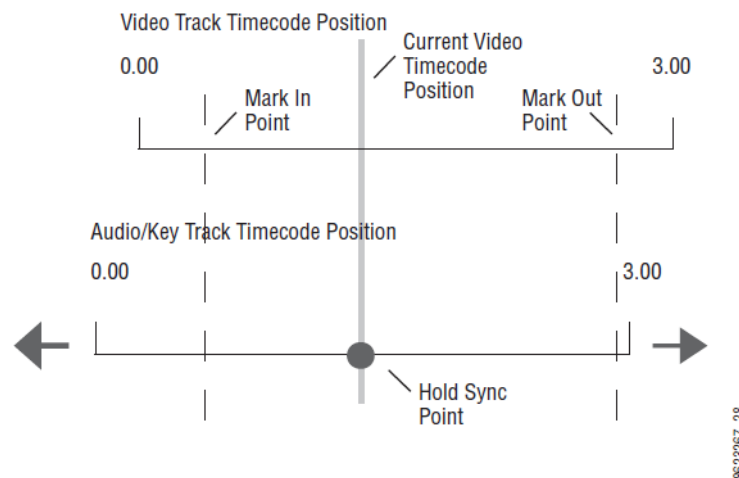 Video Track Timecode Position
0.00
Current Video
Timecode
Position
3.00
Mark In
Point
Mark Out
Point
Audio/Key Track Timecode Position
0.00
3.00
Hold Sync
Point
9623267_28